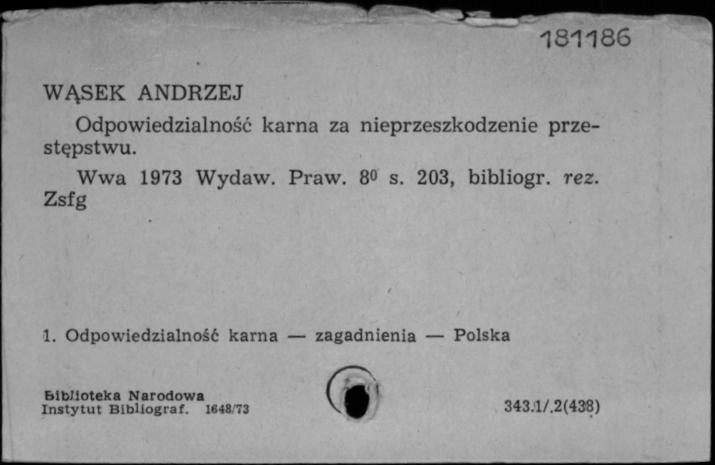 181186
WĄSEK ANDRZEJ
Odpowiedzialność karna za nieprzeszkodzenie prze-
stępstwu.
Wwa 1973 Wydaw. Praw. 8⁰ s. 203, bibliogr. rez.
Zsfg
1. Odpowiedzialność karna — zagadnienia — Polska
Biblioteka Narodowa
Instytut Bibliograf. 1648/73
343.1/.2(438)